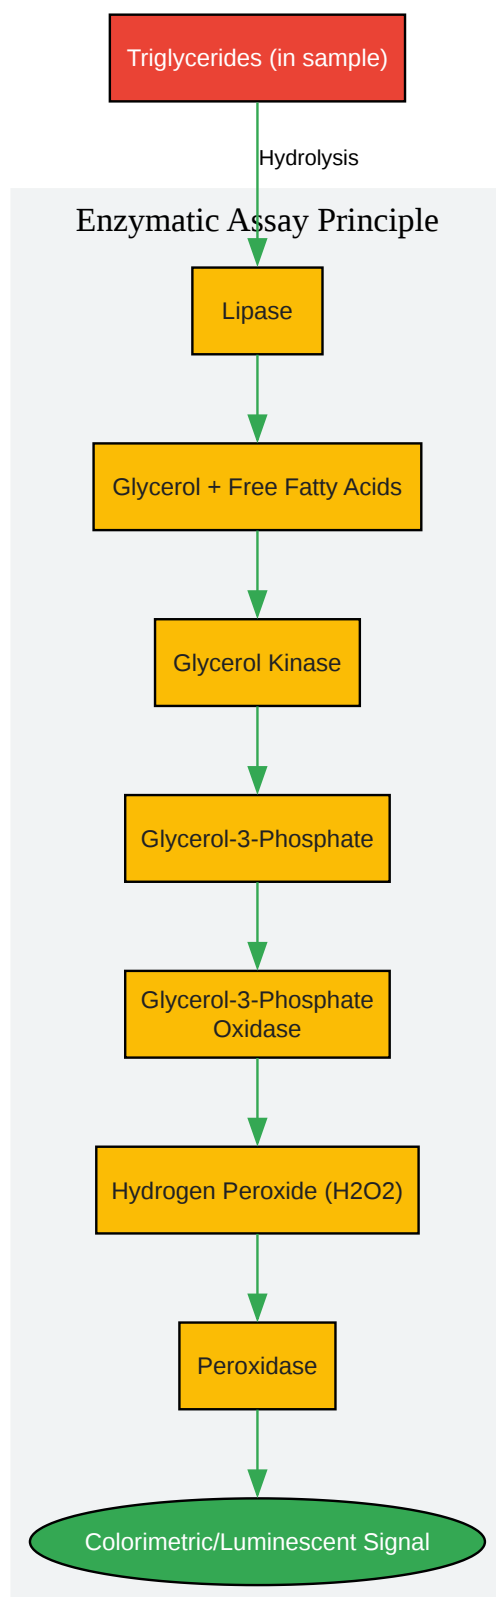 Triglycerides (in sample)
Hydrolysis
Enzymatic Assay Principle
Lipase
Glycerol + Free Fatty Acids
Glycerol Kinase
Glycerol-3-Phosphate
Glycerol-3-Phosphate
Oxidase
Hydrogen Peroxide (H2O2)
Peroxidase
Colorimetric/Luminescent Signal